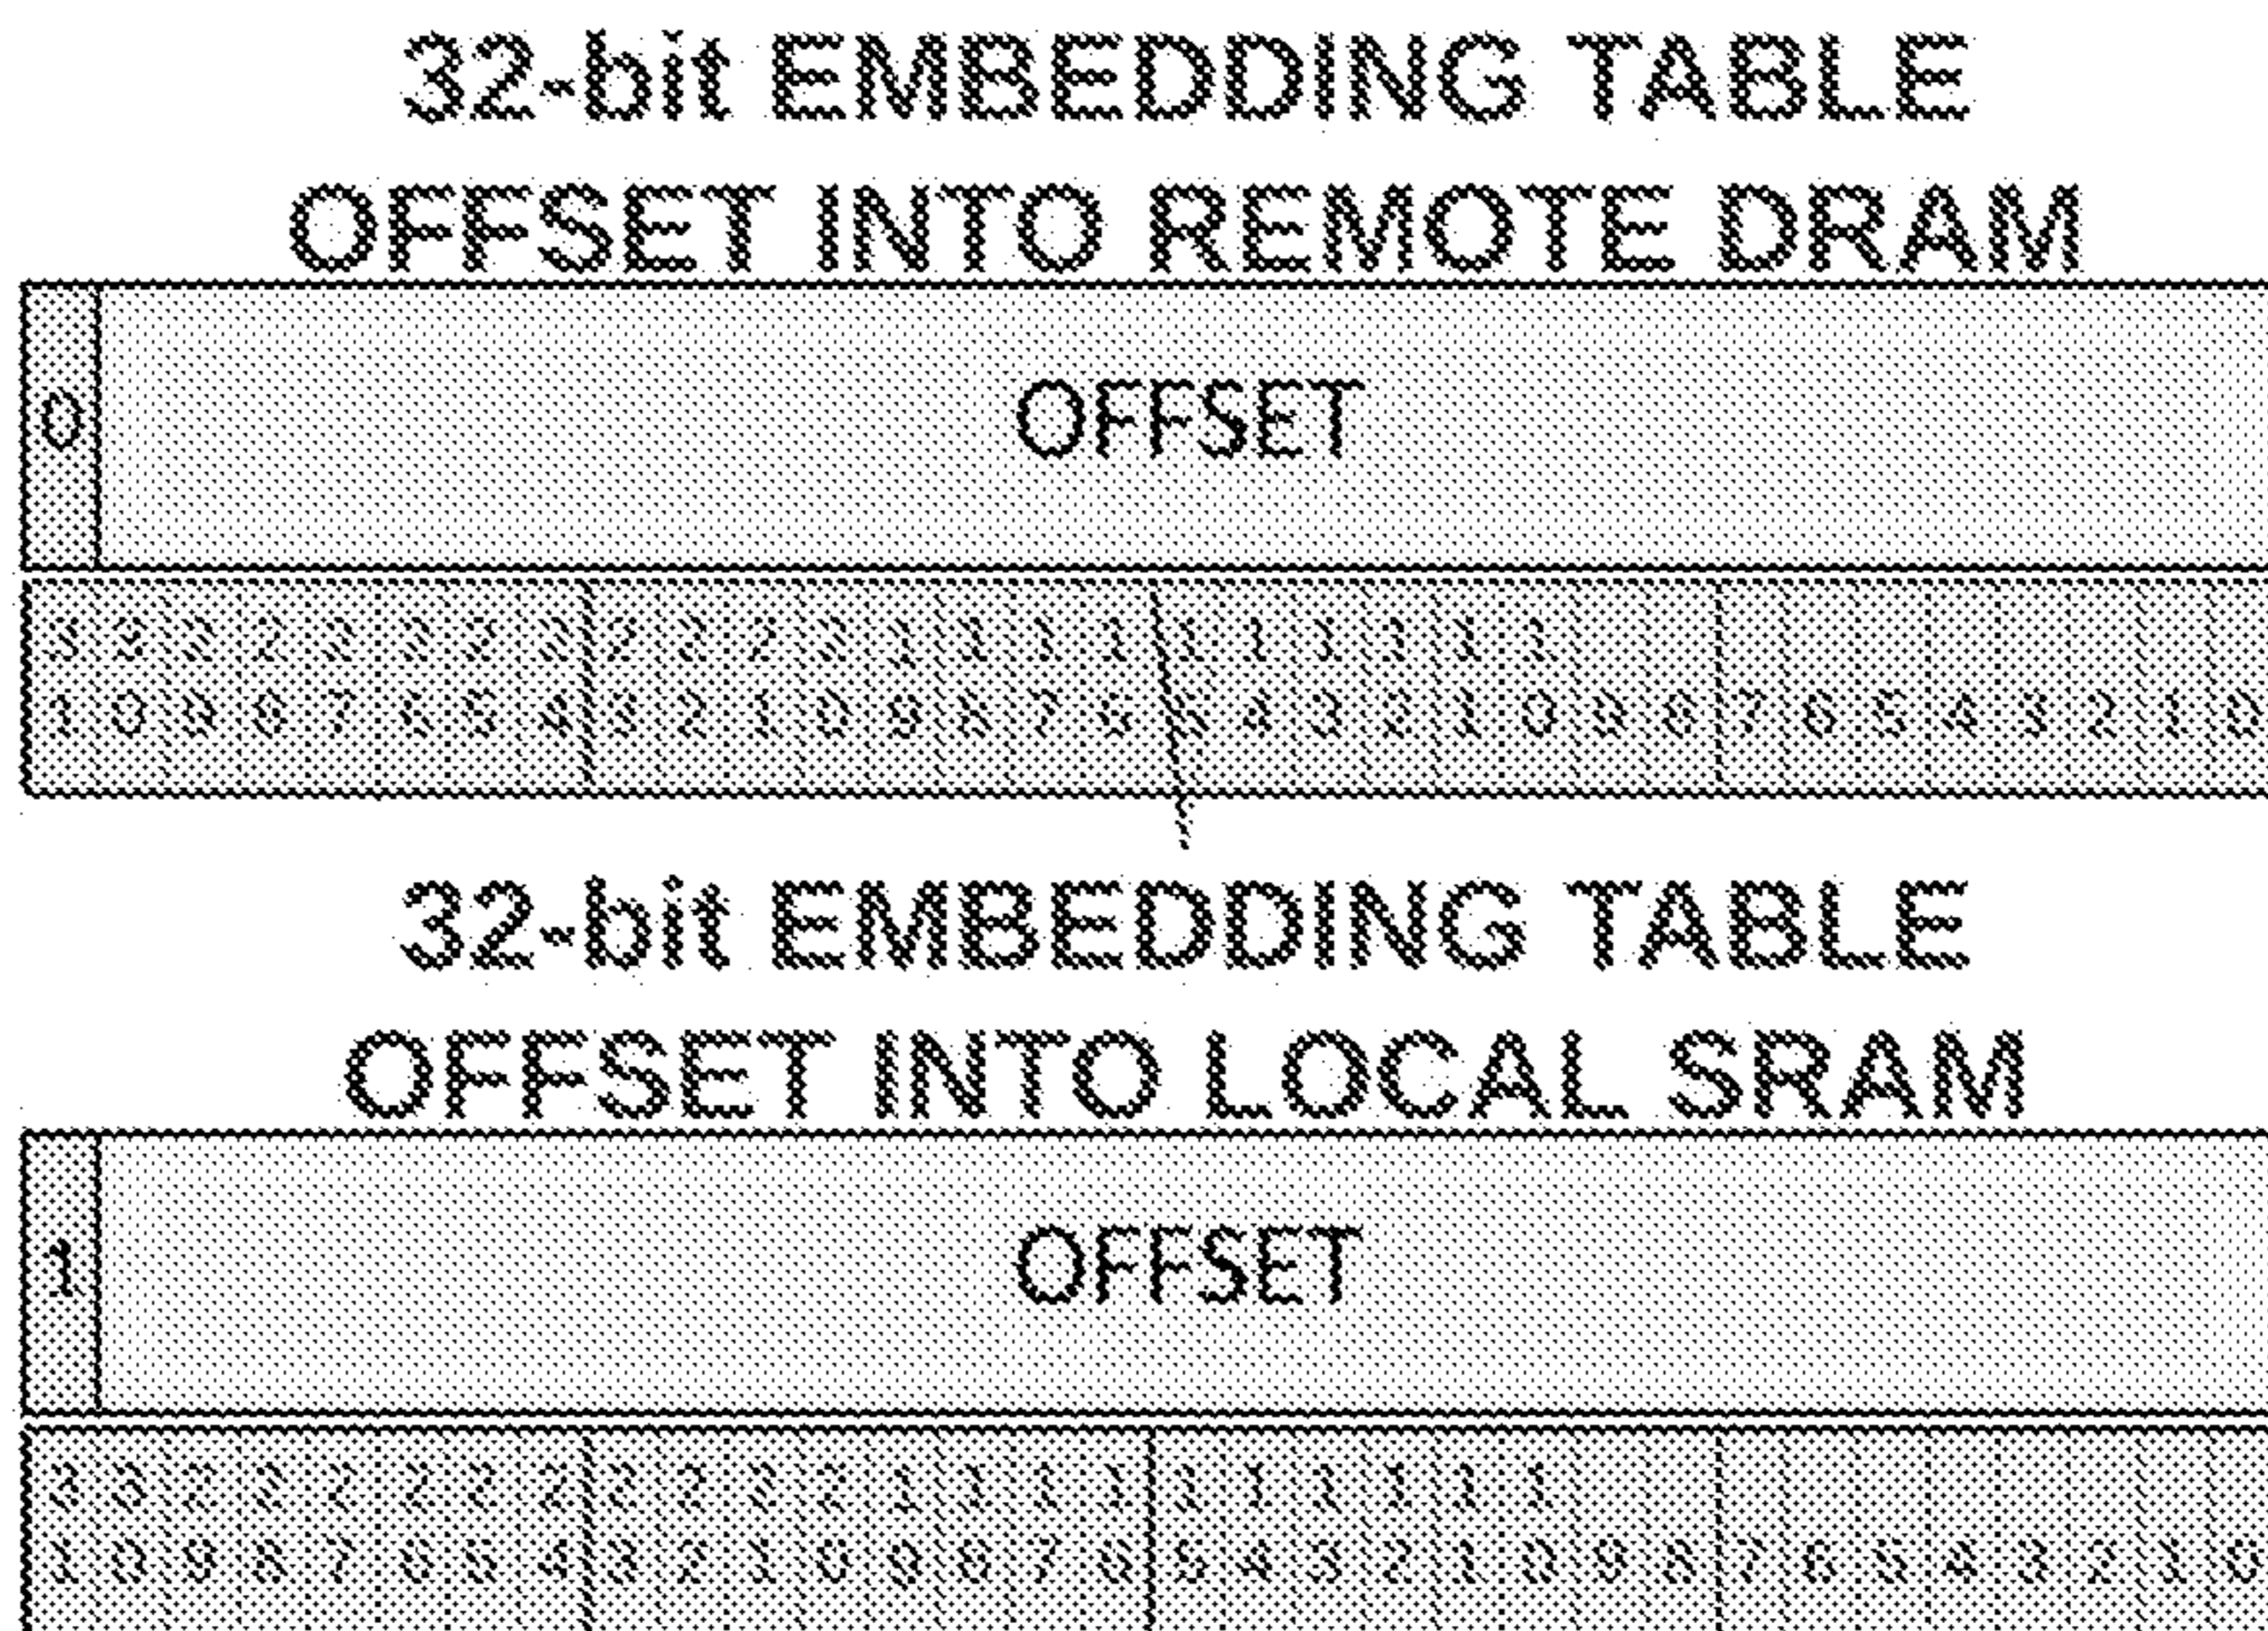 32-bit EMBEDDING TABLE
OFFSET INTO REMOTE DRAM
0 OFFSET
3 3 2 2 2 2 2 2 2 2 2 2 1 1 1 1 1 1 1 1 1 1
1 0 9 8 7 6 5 4 3 2 1 0 9 8 7 6 5 4 3 2 1 0 9 8 7 6 5 4 3 2 1 0
32-bit EMBEDDING TABLE
OFFSET INTO LOCAL SRAM
1 OFFSET
3 3 2 2 2 2 2 2 2 2 2 2 1 1 1 1 1 1 1 1 1 1
1 0 9 8 7 6 5 4 3 2 1 0 9 8 7 6 5 4 3 2 1 0 9 8 7 6 5 4 3 2 1 0